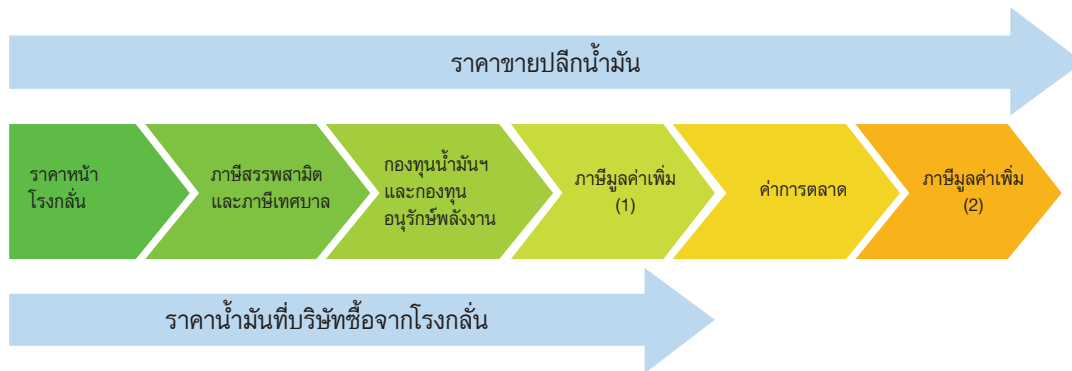 ราคาขายปลีกน้ำมัน
ราคาหน้า
โรงกลั่น
ภาษีสรรพสามิต
และภาษีเทศบาล
กองทุนน้ำมันฯ
และกองทุน
อนุรักษ์พลังงาน
ภาษีมูลค่าเพิ่ม
(1)
ค่าการตลาด
ภาษีมูลค่าเพิ่ม
(2)
ราคาน้ำมันที่บริษัทซื้อจากโรงกลั่น